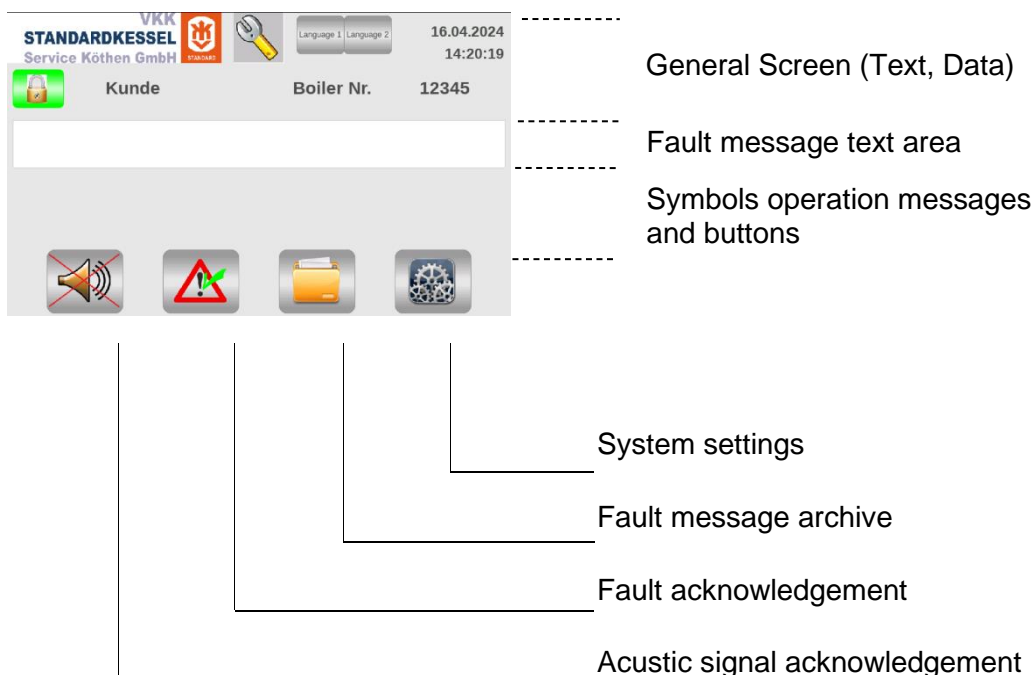 VKK
STANDARDKESSEL
Service Köthen GmbH
STANDARD
Language 1 Language 2
16.04.2024
14:20:19
Kunde Boiler Nr. 12345
General Screen (Text, Data)
Fault message text area
Symbols operation messages
and buttons
System settings
Fault message archive
Fault acknowledgement
Acustic signal acknowledgement